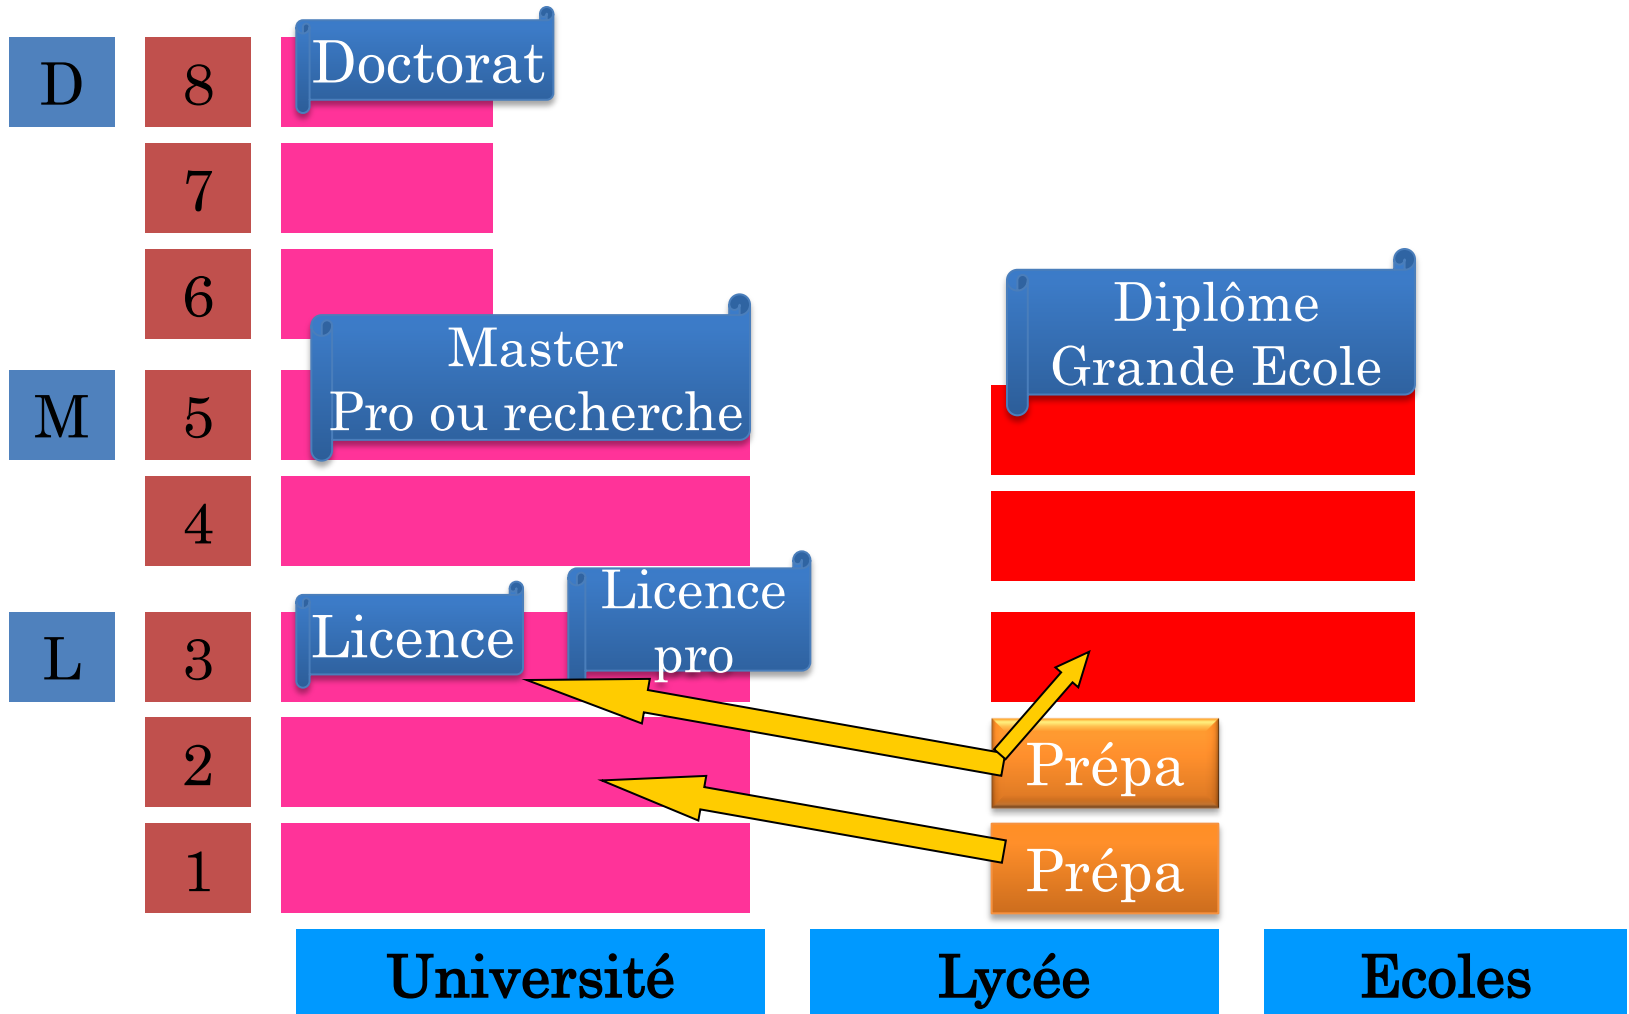 D
8
Doctorat
7
6
Master
Pro ou recherche
Diplôme
Grande Ecole
M
5
4
L
3
Licence
Licence
pro
2
Prépa
1
Prépa
Université
Lycée
Ecoles